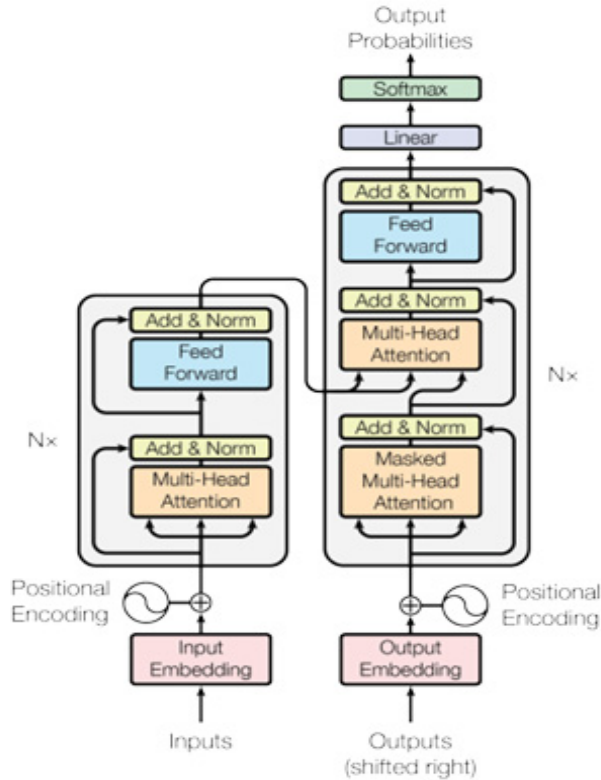 Output
Probabilities
Softmax
Linear
Add & Norm
Feed
Forward
Add & Norm
Multi-Head
Attention
Add & Norm
Masked
Multi-Head
Attention
N×
Add & Norm
Feed
Forward
Add & Norm
Multi-Head
Attention
N×
Positional
Encoding
Positional
Encoding
Input
Embedding
Output
Embedding
Inputs
Outputs
(shifted right)